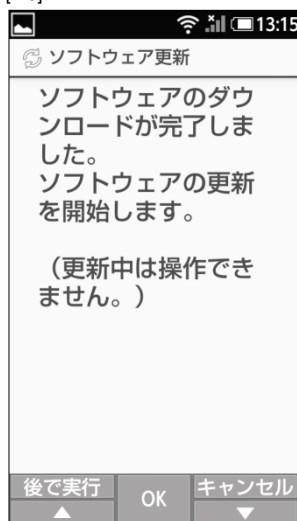 13:15
ソフトウェア更新
ソフトウェアのダウ
ンロードが完了しま
した。
ソフトウェアの更新
を開始します。
(更新中は操作でき
ません。)
後で実行
OK
キャンセル